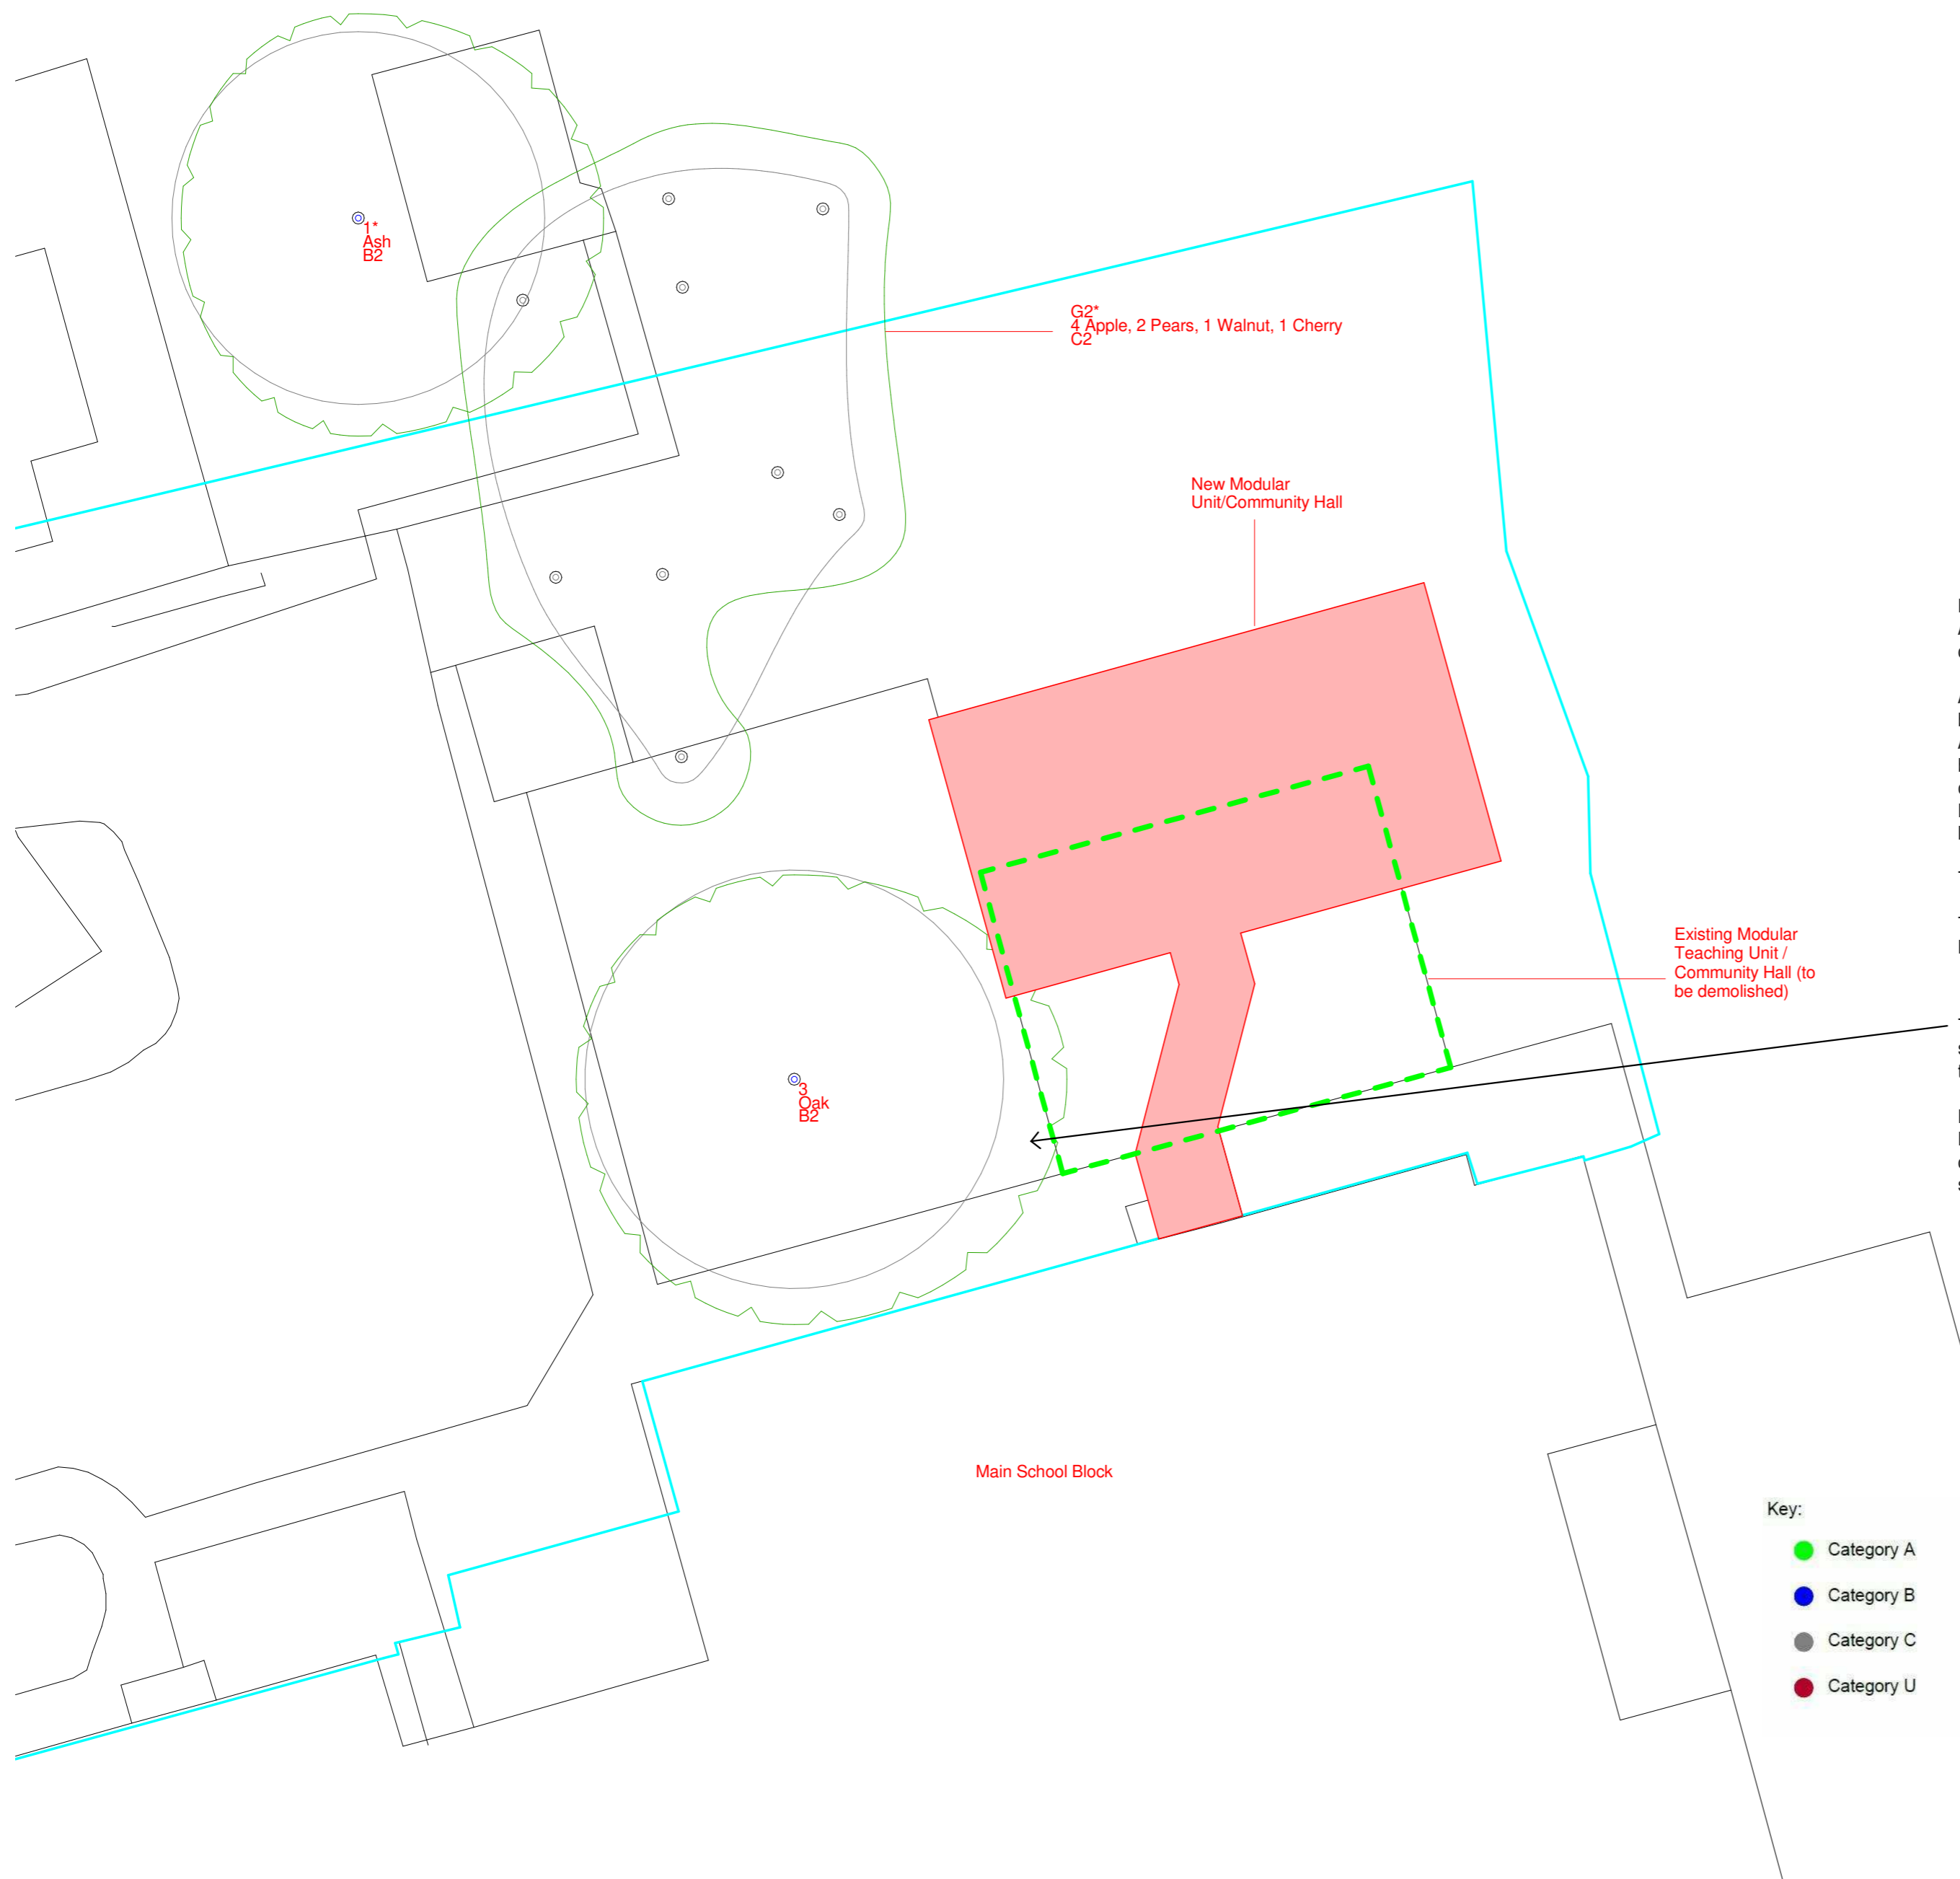 1*
Ash
B2
G2*
4 Apple, 2 Pears, 1 Walnut, 1 Cherry
C2
New Modular
Unit/Community Hall
Existing Modular
Teaching Unit /
Community Hall (to
be demolished)
3
Oak
B2
Main School Block
Key:
Category A
Category B
Category C
Category U